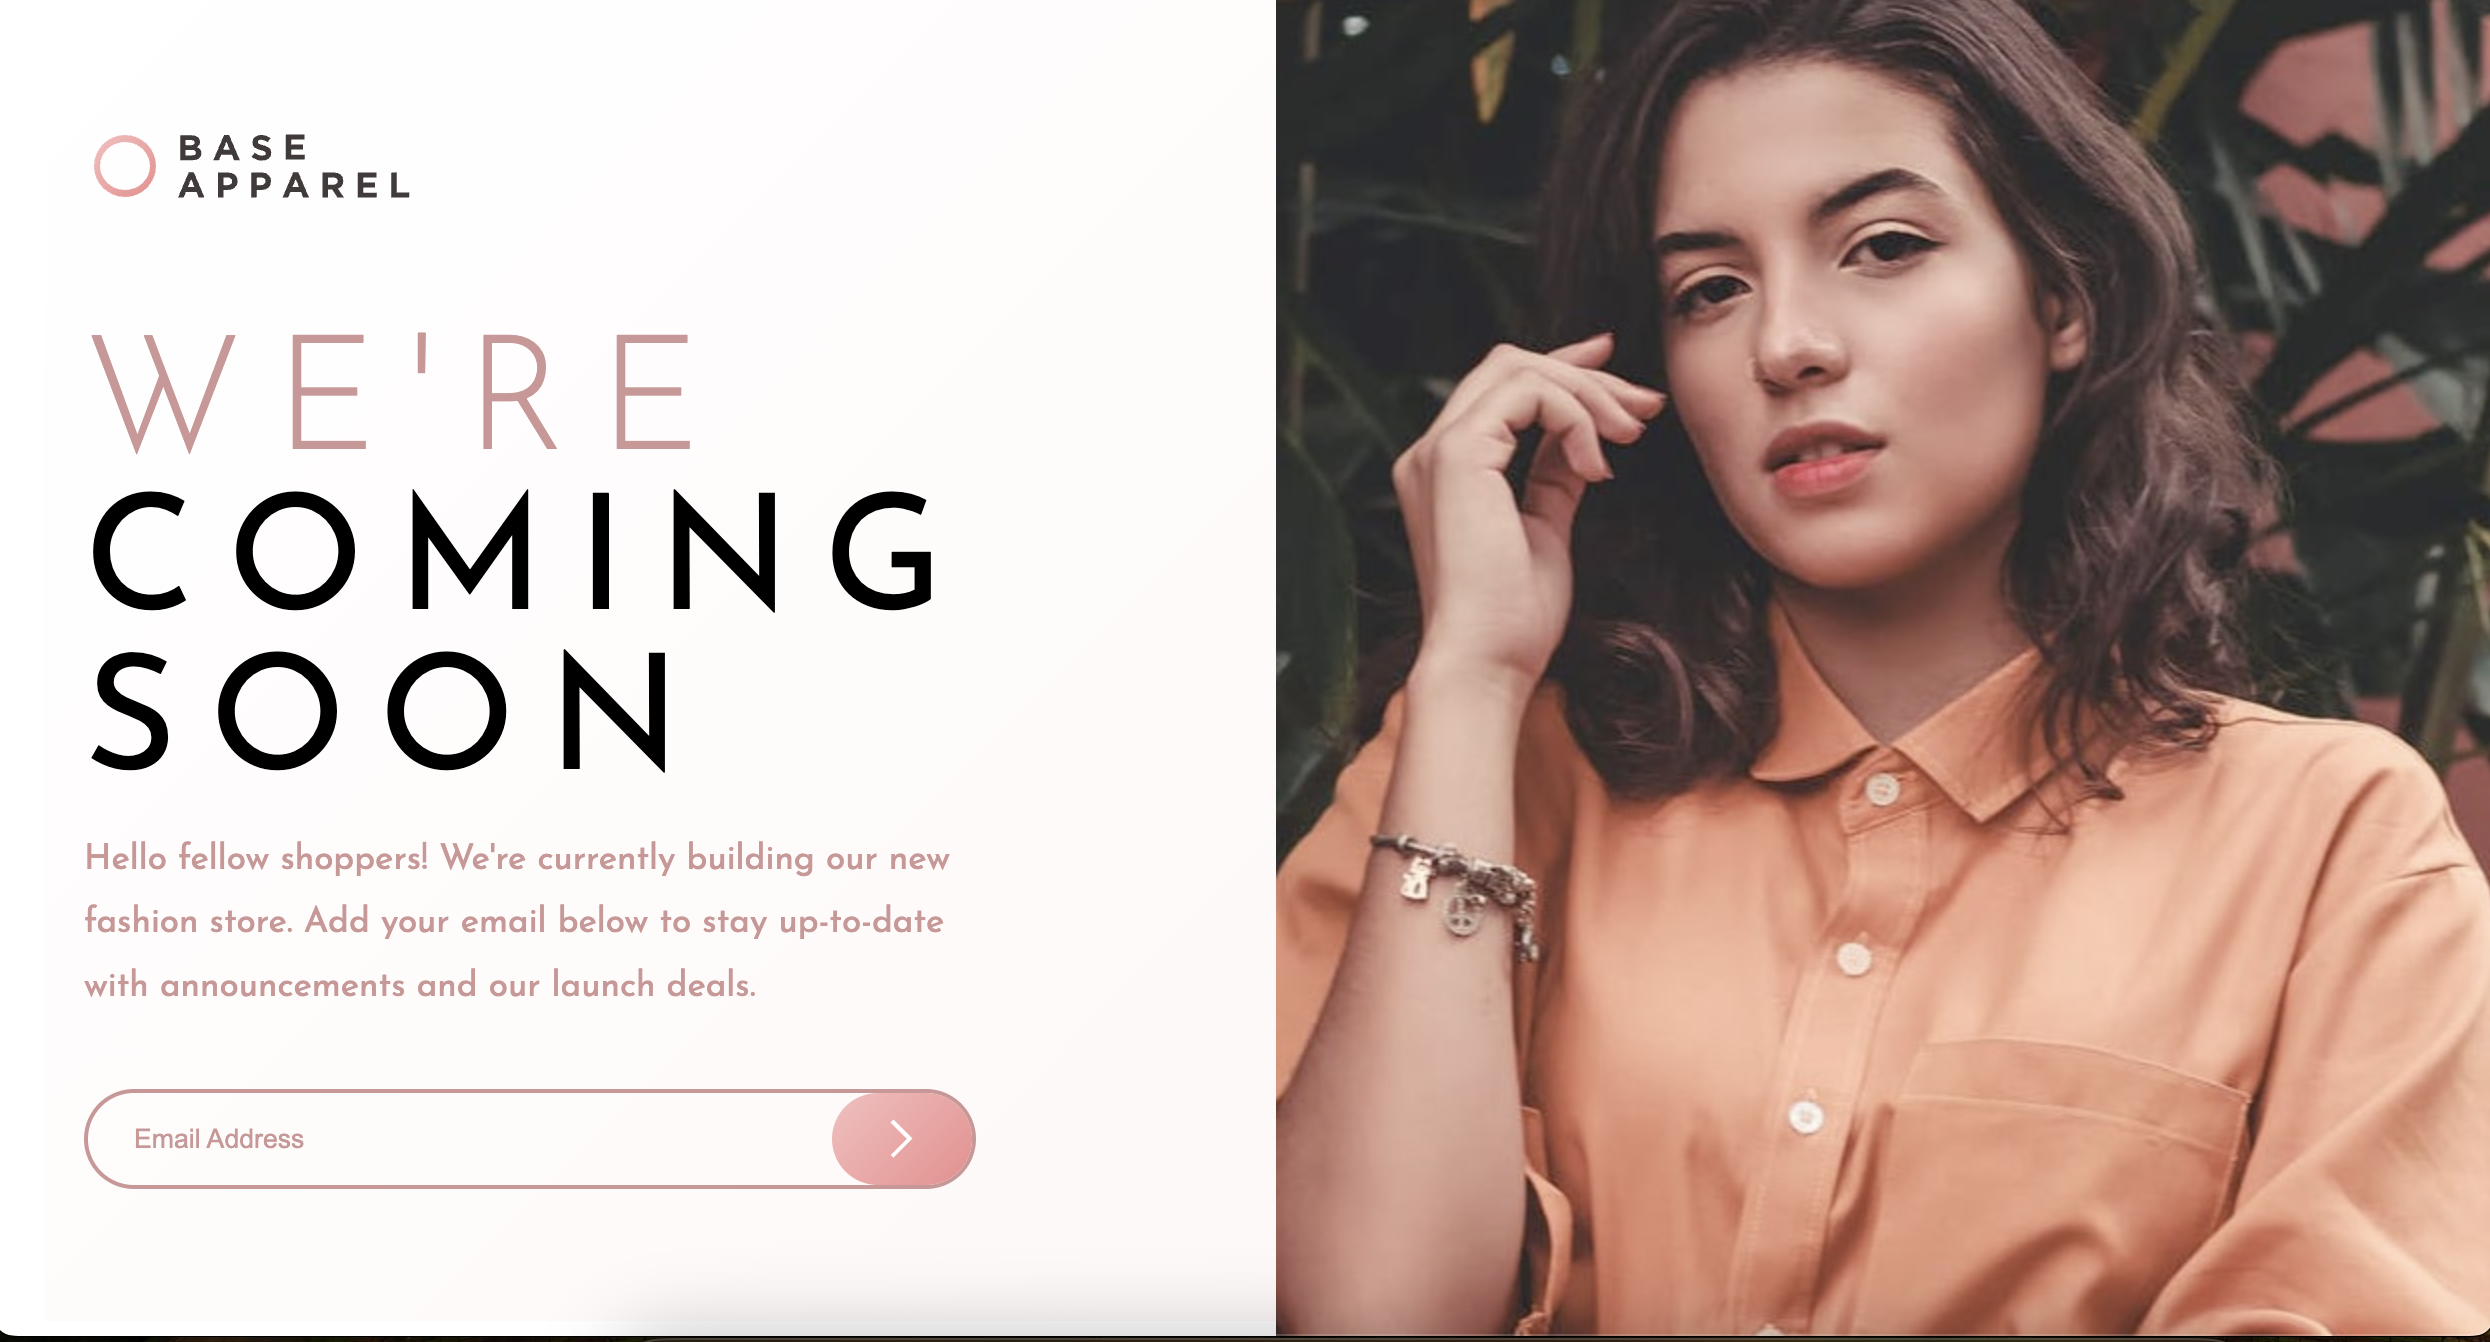 BASE
APPAREL
WE'RE
COMING
SOON
Hello fellow shoppers! We're currently building our new
fashion store. Add your email below to stay up-to-date
with announcements and our launch deals.
Email Address